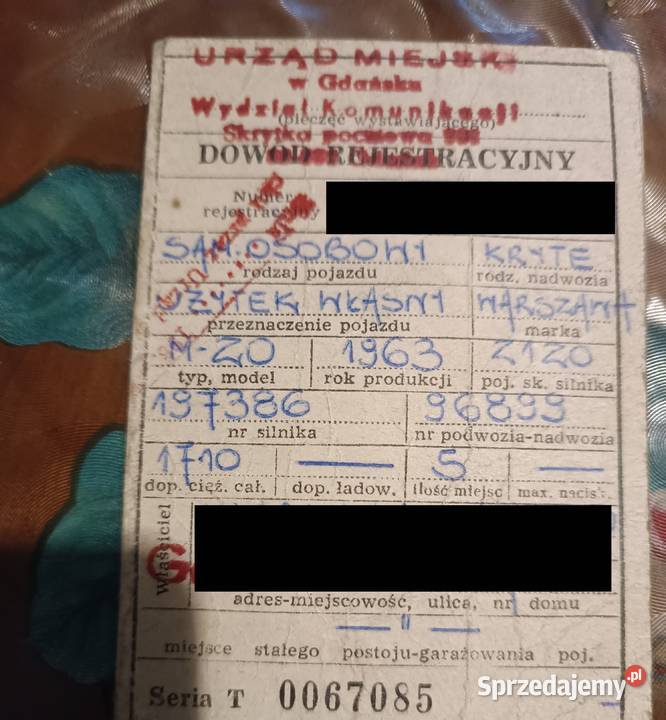 URZĄD MIEJSKI
w Gdańsku
Wydział Komunikacji
(pieczęć wystawiającego)
Skrytka pocztowa
DOWÓD REJESTRACYJNY
Numer
rejestracyjny
SAM. OSOBOWY KRYTE
rodzaj pojazdu rodz. nadwozia
UŻYTEK WŁASNY WARSZAWA
przeznaczenie pojazdu marka
M-20 1963 2120
typ, model rok produkcji poj. sk. silnika
197386 96899
nr silnika nr podwozia-nadwozia
1710 — 5 —
dop. cięż. cał. dop. ładow. ilość miejsc max. nacisk.
Właściciel
G
adres-miejscowość, ulica, nr domu
— " —
miejsce stałego postoju-garażowania poj.
Seria T 0067085
Sprzedajemy.pl